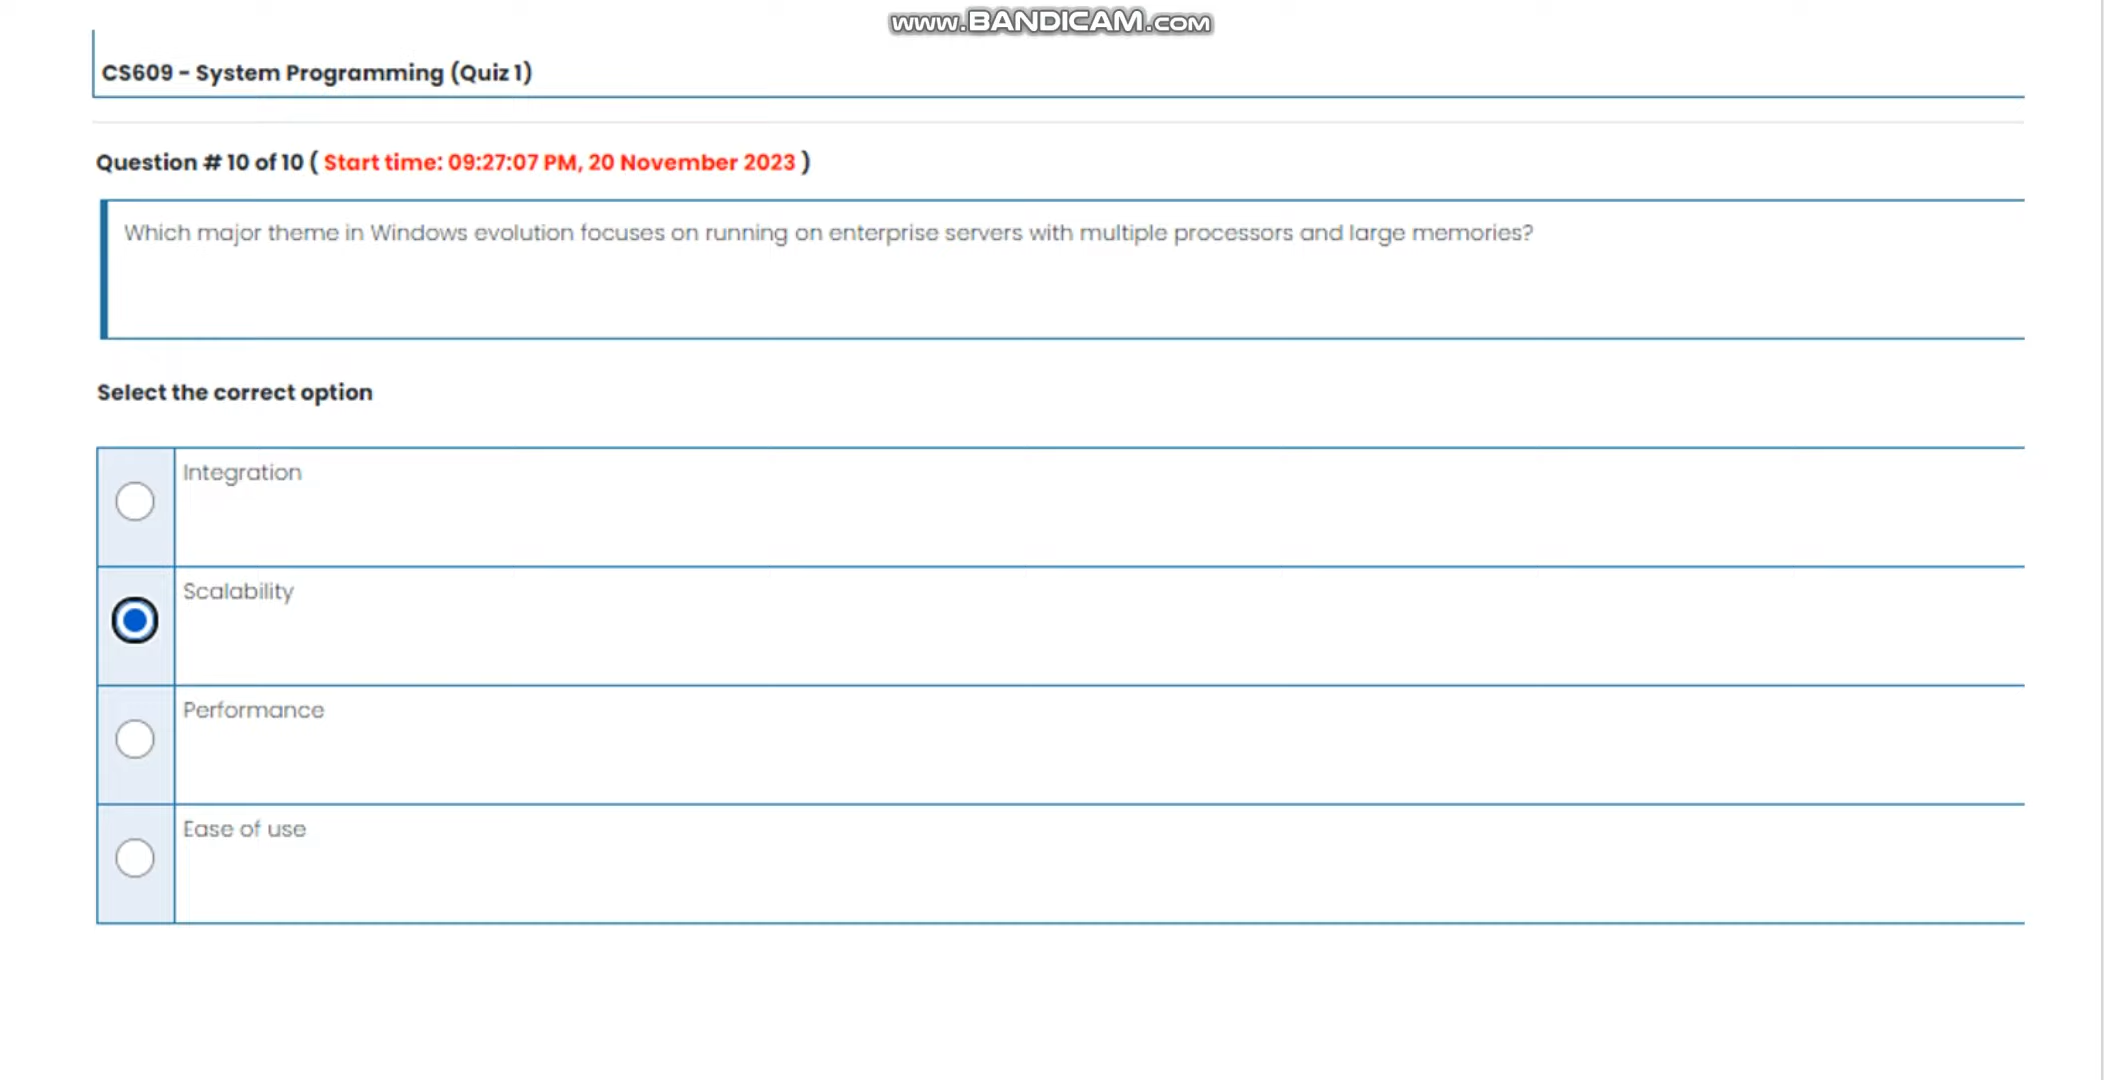 www.BANDICAM.com
CS609 - System Programming (Quiz 1)
Question # 10 of 10 ( Start time: 09:27:07 PM, 20 November 2023 )
Which major theme in Windows evolution focuses on running on enterprise servers with multiple processors and large memories?
Select the correct option
Integration
Scalability
Performance
Ease of use